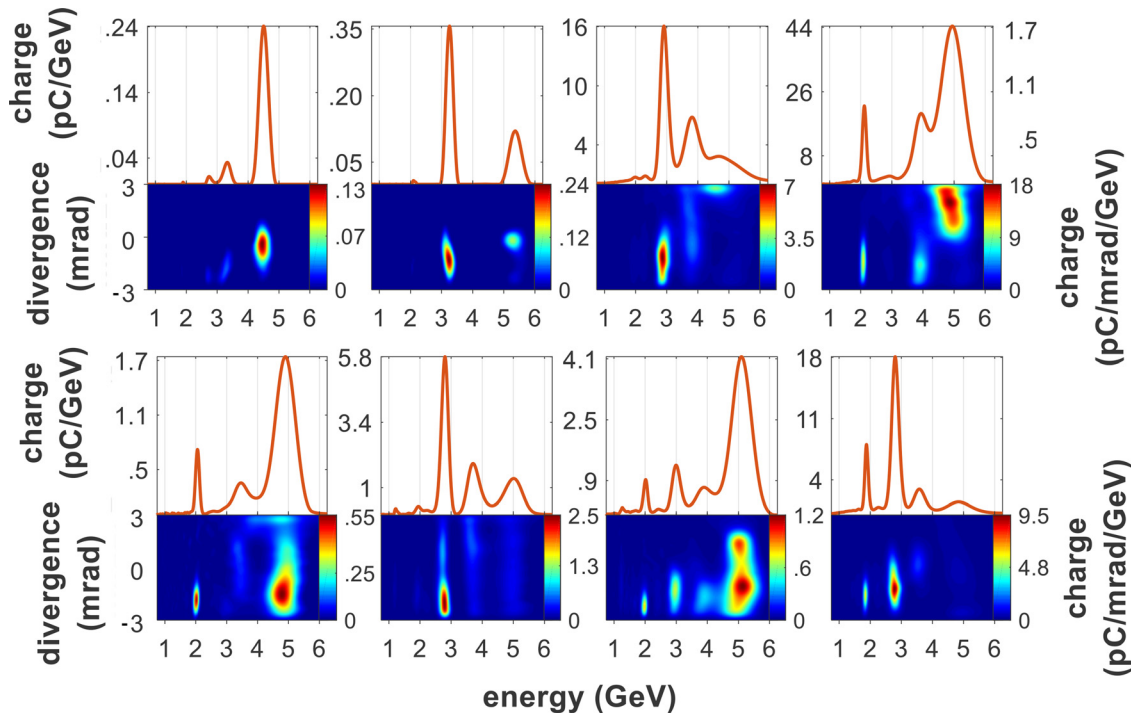 charge
(pC/GeV)
.24 .35 16 44 1.7
.14 .20 10 26 1.1
.5
.04 .05 4 8
divergence
(mrad)
3 .13 .24 7 18
0 .07 .12 3.5 9
-3 0 0 0 0
charge
(pC/mrad/GeV)
1 2 3 4 5 6 1 2 3 4 5 6 1 2 3 4 5 6 1 2 3 4 5 6
charge
(pC/GeV)
1.7 5.8 4.1 18
1.1 3.4 2.5 11
.5 1 .9 4
divergence
(mrad)
3 .55 2.5 1.2 9.5
0 .25 1.3 .6 4.8
-3 0 0 0 0
charge
(pC/mrad/GeV)
1 2 3 4 5 6 1 2 3 4 5 6 1 2 3 4 5 6 1 2 3 4 5 6
energy (GeV)